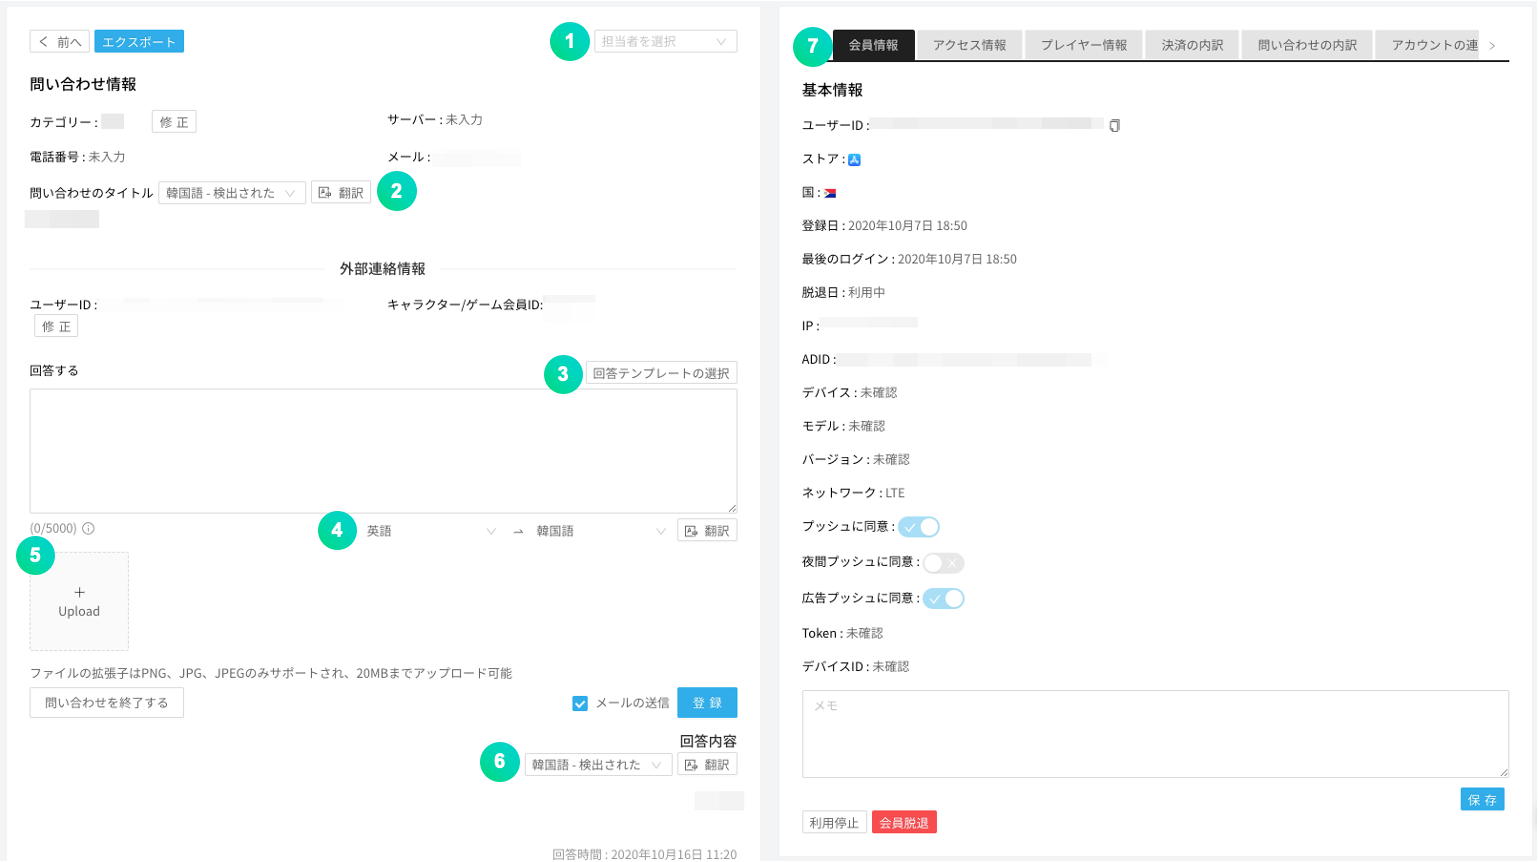 前へ
エクスポート
1
担当者を選択
問い合わせ情報
カテゴリー :
修 正
サーバー : 未入力
電話番号 : 未入力
メール :
問い合わせのタイトル
韓国語 - 検出された
翻訳
2
外部連絡情報
ユーザーID :
キャラクター/ゲーム会員ID:
修 正
回答する
3
回答テンプレートの選択
(0/5000)
4
英語
韓国語
翻訳
5
+
Upload
ファイルの拡張子はPNG、JPG、JPEGのみサポートされ、20MBまでアップロード可能
問い合わせを終了する
メールの送信
登 録
回答内容
6
韓国語 - 検出された
翻訳
回答時間 : 2020年10月16日 11:20
7
会員情報
アクセス情報
プレイヤー情報
決済の内訳
問い合わせの内訳
アカウントの連
基本情報
ユーザーID :
ストア :
国 :
登録日 : 2020年10月7日 18:50
最後のログイン : 2020年10月7日 18:50
脱退日 : 利用中
IP :
ADID :
デバイス : 未確認
モデル : 未確認
バージョン : 未確認
ネットワーク : LTE
プッシュに同意 :
夜間プッシュに同意 :
広告プッシュに同意 :
Token : 未確認
デバイスID : 未確認
メモ
保 存
利用停止
会員脱退